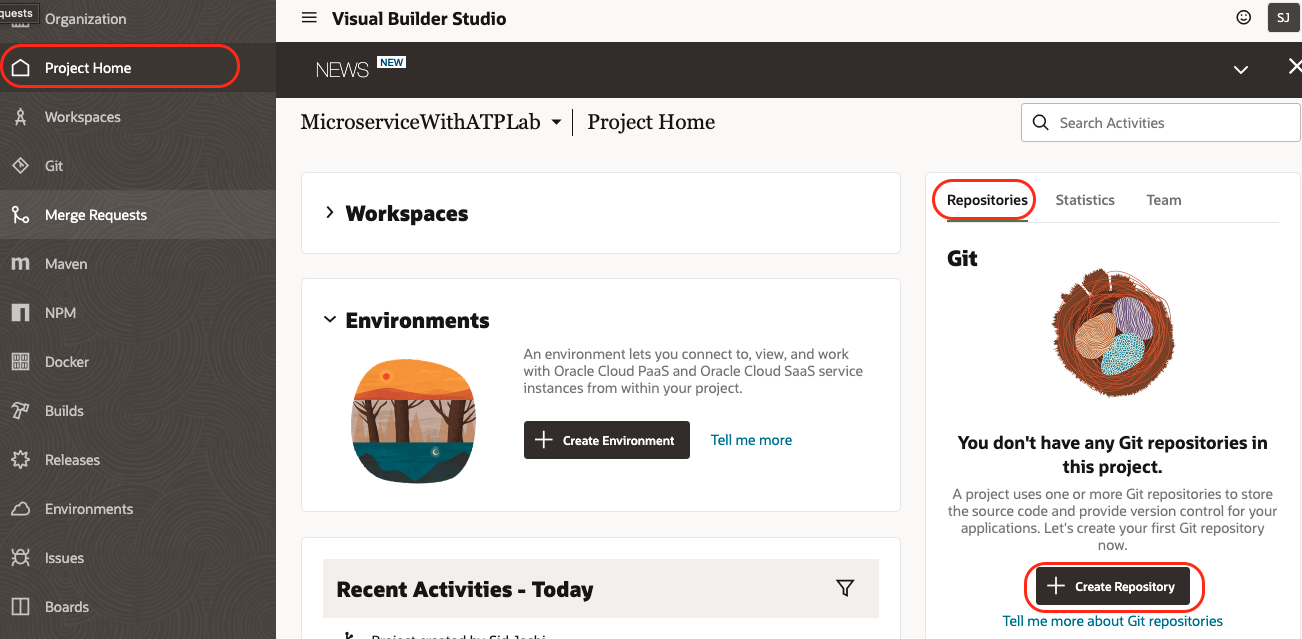 quests
Organization
Project Home
Workspaces
Git
Merge Requests
Maven
NPM
Docker
Builds
Releases
Environments
Issues
Boards
Visual Builder Studio
SJ
NEWS NEW
MicroserviceWithATPLab
Project Home
Search Activities
Workspaces
Environments
An environment lets you connect to, view, and work
with Oracle Cloud PaaS and Oracle Cloud SaaS service
instances from within your project.
Create Environment
Tell me more
Recent Activities - Today
Project created by Sid Joshi
Repositories
Statistics
Team
Git
You don't have any Git repositories in
this project.
A project uses one or more Git repositories to store
the source code and provide version control for your
applications. Let's create your first Git repository
now.
Create Repository
Tell me more about Git repositories